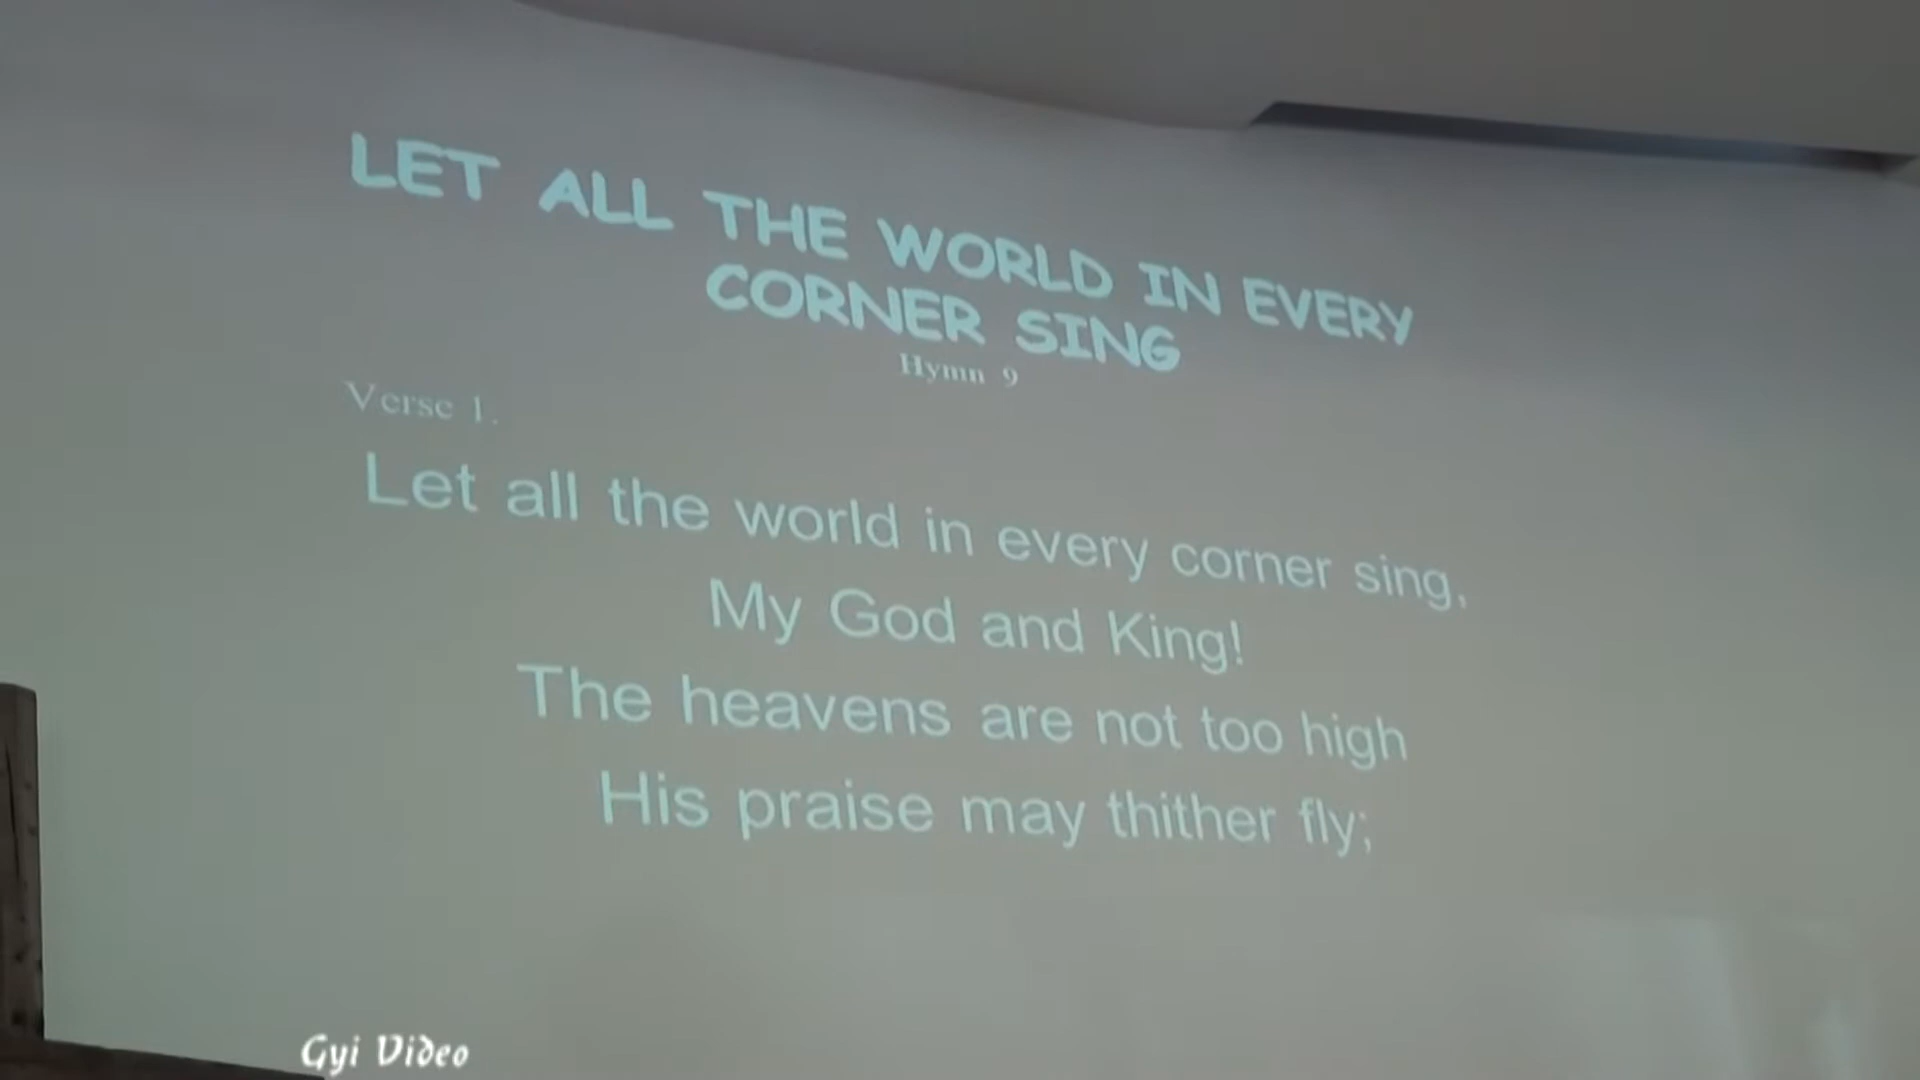 LET ALL THE WORLD IN EVERY
CORNER SING
Hymn 9
Verse 1.
Let all the world in every corner sing,
My God and King!
The heavens are not too high
His praise may thither fly;
Gyi Video